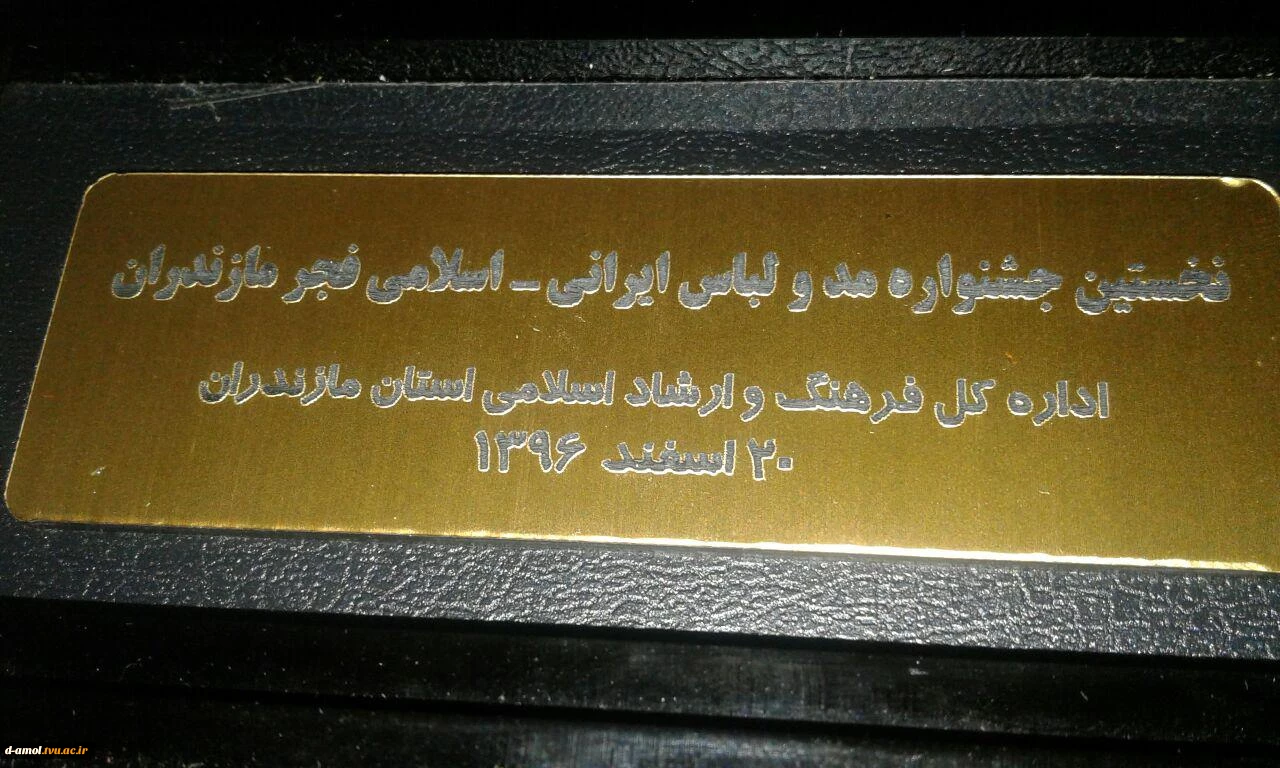 نخستین جشنواره مد و لباس ایرانی - اسلامی فجر مازندران
اداره کل فرهنگ و ارشاد اسلامی استان مازندران
۲۰ اسفند ۱۳۹۶
d-amol.tvu.ac.ir